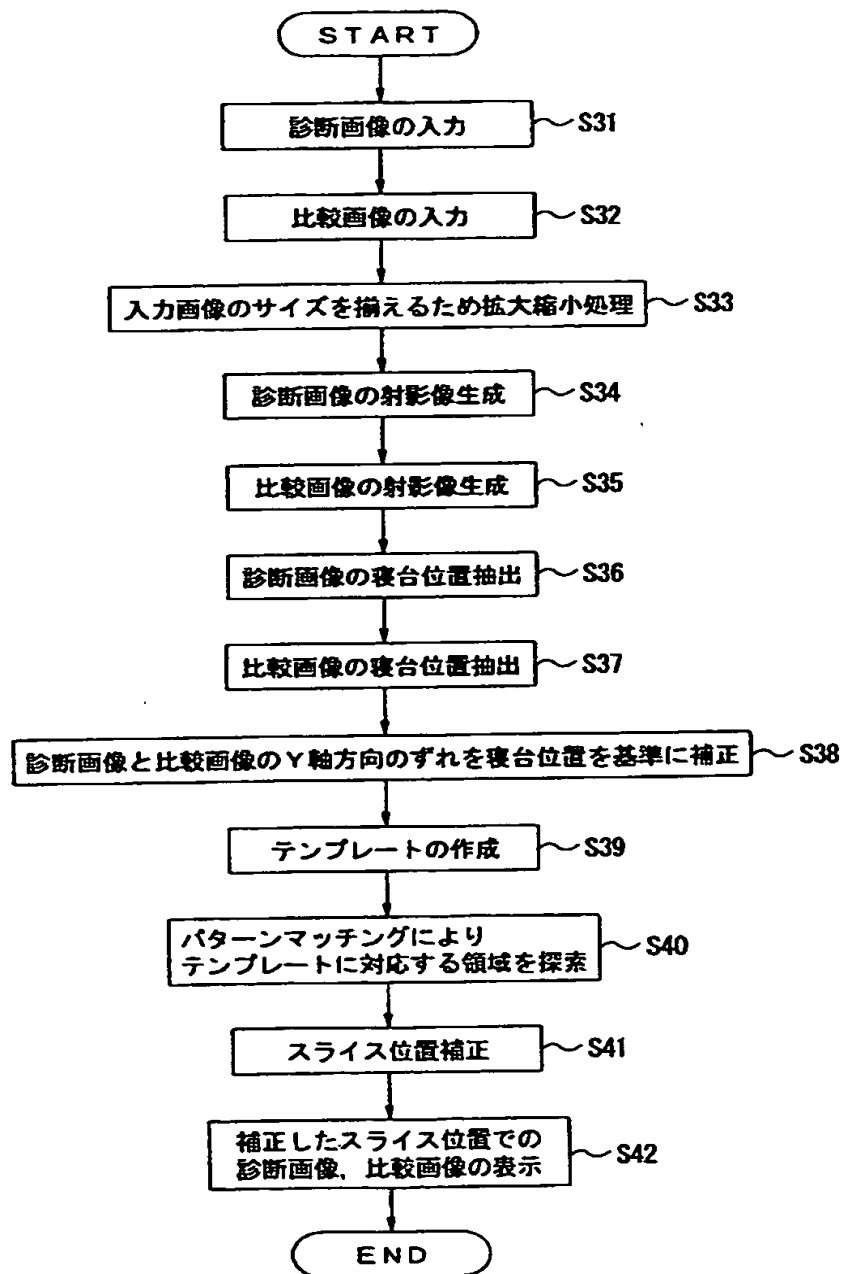 START
診断画像の入力
S31
比較画像の入力
S32
入力画像のサイズを揃えるため拡大縮小処理
S33
診断画像の射影像生成
S34
比較画像の射影像生成
S35
診断画像の寝台位置抽出
S36
比較画像の寝台位置抽出
S37
診断画像と比較画像のY軸方向のずれを寝台位置を基準に補正
S38
テンプレートの作成
S39
パターンマッチングにより
テンプレートに対応する領域を探索
S40
スライス位置補正
S41
補正したスライス位置での
診断画像,比較画像の表示
S42
END